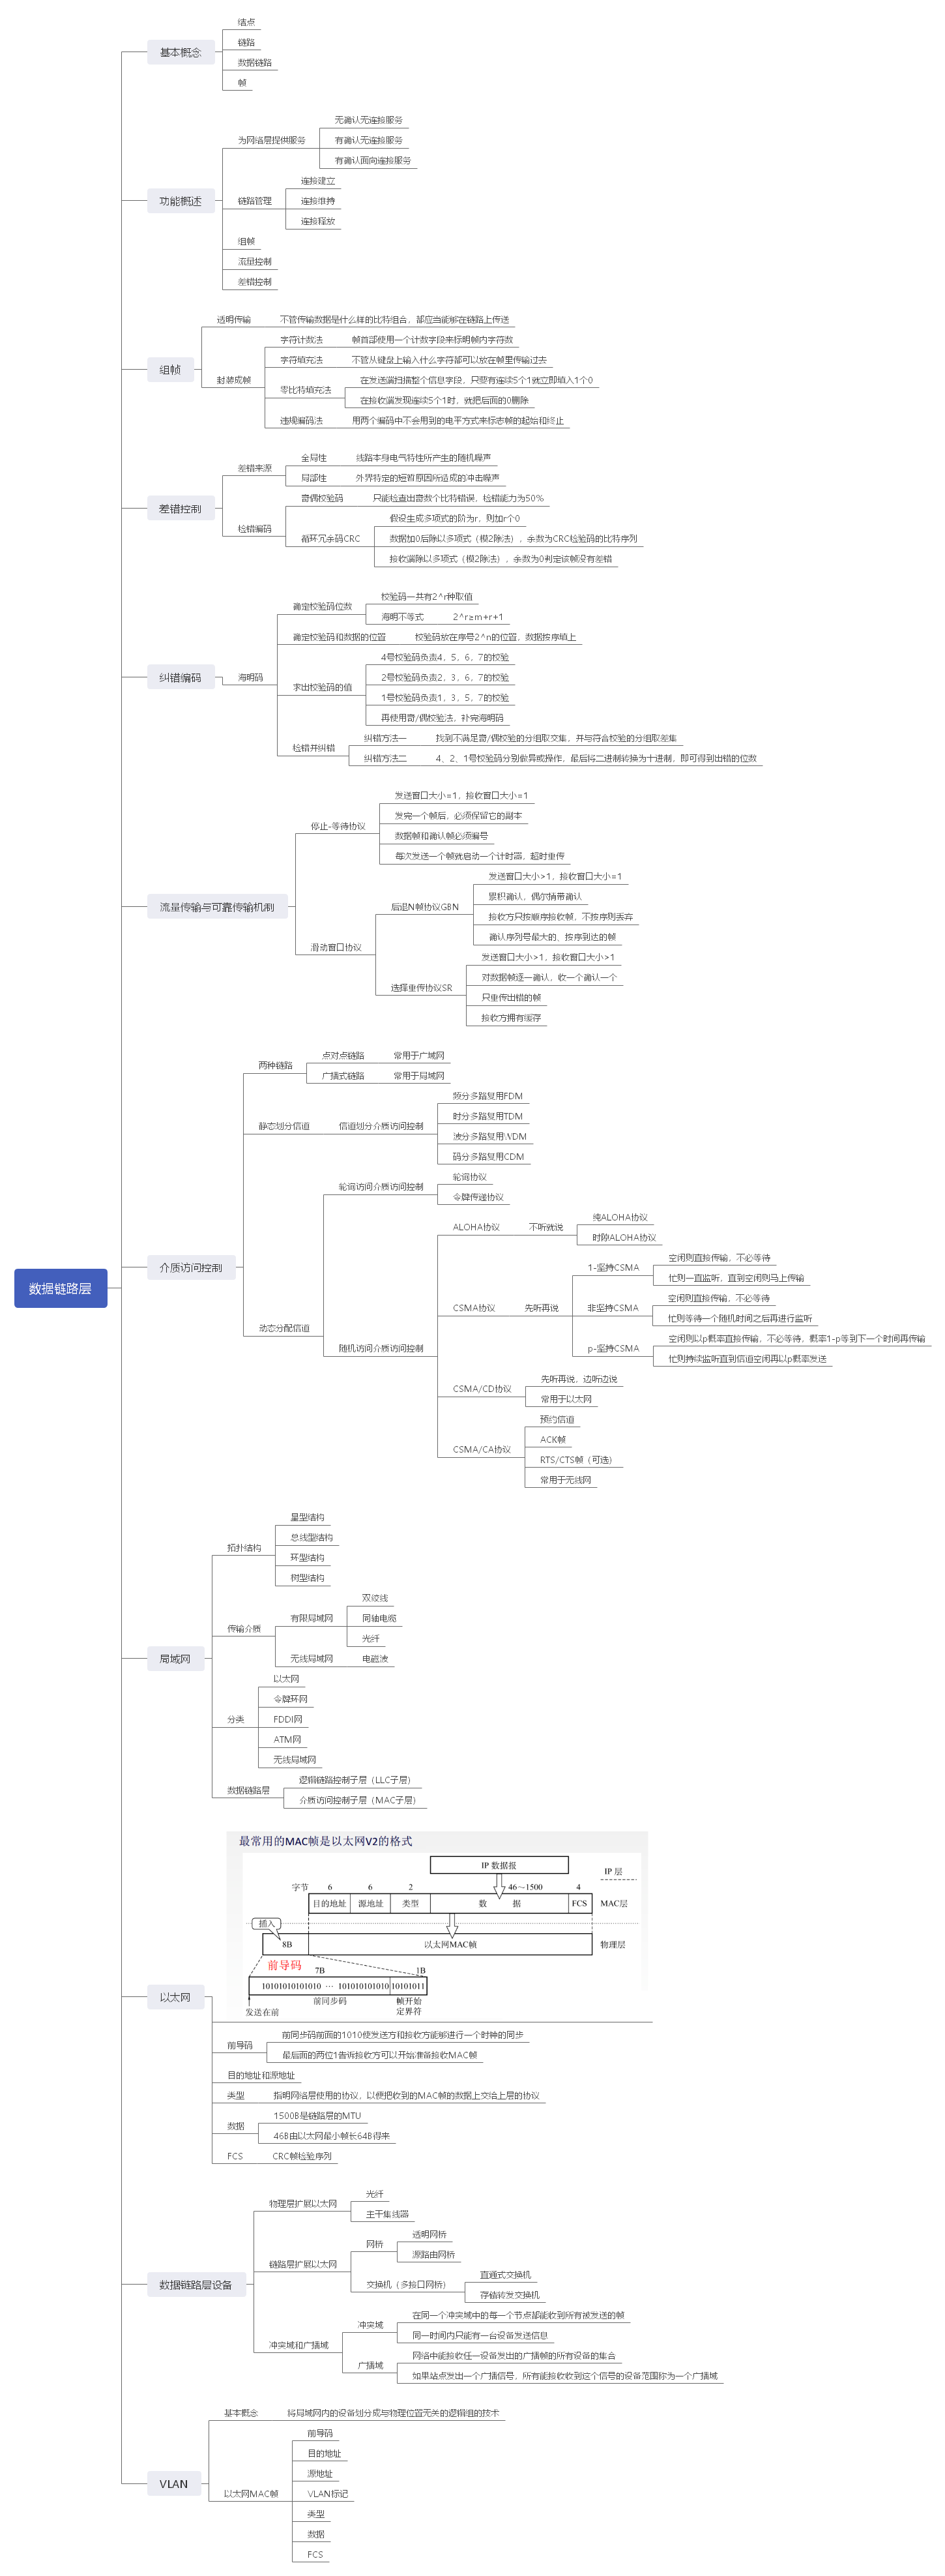 数据链路层
基本概念
结点
链路
数据链路
帧
功能概述
为网络层提供服务
无确认无连接服务
有确认无连接服务
有确认面向连接服务
链路管理
连接建立
连接维持
连接释放
组帧
流量控制
差错控制
组帧
透明传输
不管传输数据是什么样的比特组合，都应当能够在链路上传送
封装成帧
字符计数法
帧首部使用一个计数字段来标明帧内字符数
字符填充法
不管从键盘上输入什么字符都可以放在帧里传输过去
零比特填充法
在发送端扫描整个信息字段，只要有连续5个1就立即填入1个0
在接收端发现连续5个1时，就把后面的0删除
违规编码法
用两个编码中不会用到的电平方式来标志帧的起始和终止
差错控制
差错来源
全局性
线路本身电气特性所产生的随机噪声
局部性
外界特定的短暂原因所造成的冲击噪声
检错编码
奇偶校验码
只能检查出奇数个比特错误，检错能力为50%
循环冗余码CRC
假设生成多项式的阶为r，则加r个0
数据加0后除以多项式（模2除法），余数为CRC检验码的比特序列
接收端除以多项式（模2除法），余数为0判定该帧没有差错
纠错编码
海明码
确定校验码位数
校验码一共有2^r种取值
海明不等式
2^r≥m+r+1
确定校验码和数据的位置
校验码放在序号2^n的位置，数据按序填上
求出校验码的值
4号校验码负责4，5，6，7的校验
2号校验码负责2，3，6，7的校验
1号校验码负责1，3，5，7的校验
再使用奇/偶校验法，补完海明码
检错并纠错
纠错方法一
找到不满足奇/偶校验的分组取交集，并与符合校验的分组取差集
纠错方法二
4、2、1号校验码分别做异或操作，最后将二进制转换为十进制，即可得到出错的位数
流量传输与可靠传输机制
停止-等待协议
发送窗口大小=1，接收窗口大小=1
发完一个帧后，必须保留它的副本
数据帧和确认帧必须编号
每次发送一个帧就启动一个计时器，超时重传
滑动窗口协议
后退N帧协议GBN
发送窗口大小>1，接收窗口大小=1
累积确认，偶尔捎带确认
接收方只按顺序接收帧，不按序则丢弃
确认序列号最大的、按序到达的帧
选择重传协议SR
发送窗口大小>1，接收窗口大小>1
对数据帧逐一确认，收一个确认一个
只重传出错的帧
接收方拥有缓存
介质访问控制
两种链路
点对点链路
常用于广域网
广播式链路
常用于局域网
静态划分信道
信道划分介质访问控制
频分多路复用FDM
时分多路复用TDM
波分多路复用WDM
码分多路复用CDM
动态分配信道
轮询访问介质访问控制
轮询协议
令牌传递协议
随机访问介质访问控制
ALOHA协议
不听就说
纯ALOHA协议
时隙ALOHA协议
CSMA协议
先听再说
1-坚持CSMA
空闲则直接传输，不必等待
忙则一直监听，直到空闲则马上传输
非坚持CSMA
空闲则直接传输，不必等待
忙则等待一个随机时间之后再进行监听
p-坚持CSMA
空闲则以p概率直接传输，不必等待，概率1-p等到下一个时间再传输
忙则持续监听直到信道空闲再以p概率发送
CSMA/CD协议
先听再说，边听边说
常用于以太网
CSMA/CA协议
预约信道
ACK帧
RTS/CTS帧（可选）
常用于无线网
局域网
拓扑结构
星型结构
总线型结构
环型结构
树型结构
传输介质
有限局域网
双绞线
同轴电缆
光纤
无线局域网
电磁波
分类
以太网
令牌环网
FDDI网
ATM网
无线局域网
数据链路层
逻辑链路控制子层（LLC子层）
介质访问控制子层（MAC子层）
以太网
最常用的MAC帧是以太网V2的格式
IP 数据报
IP 层
字节 6 6 2 46～1500 4
目的地址 源地址 类型 数 据 FCS MAC层
插入
8B 以太网MAC帧 物理层
前导码
7B 1B
10101010101010 … 101010101010 10101011
前同步码 帧开始
定界符
发送在前
前导码
前同步码前面的1010使发送方和接收方能够进行一个时钟的同步
最后面的两位1告诉接收方可以开始准备接收MAC帧
目的地址和源地址
类型
指明网络层使用的协议，以便把收到的MAC帧的数据上交给上层的协议
数据
1500B是链路层的MTU
46B由以太网最小帧长64B得来
FCS
CRC帧检验序列
数据链路层设备
物理层扩展以太网
光纤
主干集线器
链路层扩展以太网
网桥
透明网桥
源路由网桥
交换机（多接口网桥）
直通式交换机
存储转发交换机
冲突域和广播域
冲突域
在同一个冲突域中的每一个节点都能收到所有被发送的帧
同一时间内只能有一台设备发送信息
广播域
网络中能接收任一设备发出的广播帧的所有设备的集合
如果站点发出一个广播信号，所有能接收收到这个信号的设备范围称为一个广播域
VLAN
基本概念
将局域网内的设备划分成与物理位置无关的逻辑组的技术
以太网MAC帧
前导码
目的地址
源地址
VLAN标记
类型
数据
FCS